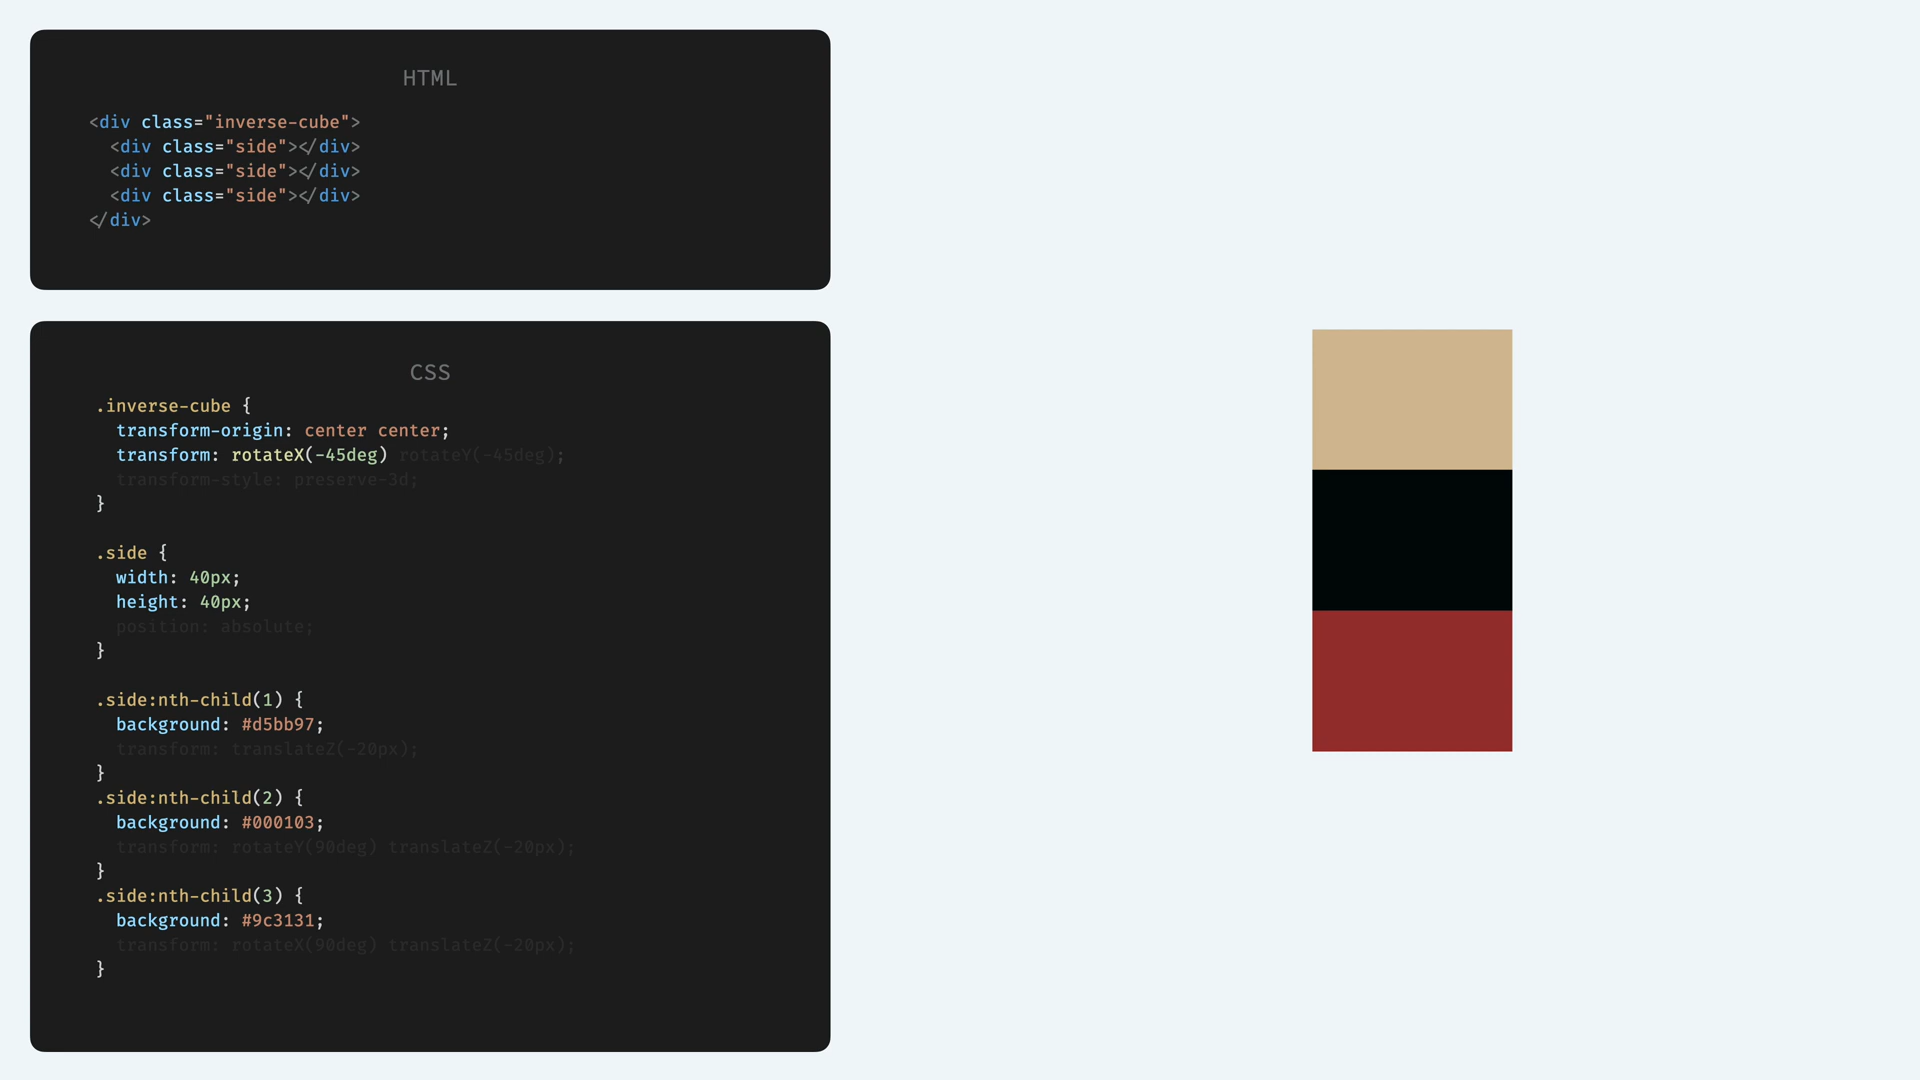 HTML
<div class="inverse-cube">
  <div class="side"></div>
  <div class="side"></div>
  <div class="side"></div>
</div>
CSS
.inverse-cube {
  transform-origin: center center;
  transform: rotateX(-45deg) rotateY(-45deg);
  transform-style: preserve-3d;
}

.side {
  width: 40px;
  height: 40px;
  position: absolute;
}

.side:nth-child(1) {
  background: #d5bb97;
  transform: translateZ(-20px);
}
.side:nth-child(2) {
  background: #000103;
  transform: rotateY(90deg) translateZ(-20px);
}
.side:nth-child(3) {
  background: #9c3131;
  transform: rotateX(90deg) translateZ(-20px);
}